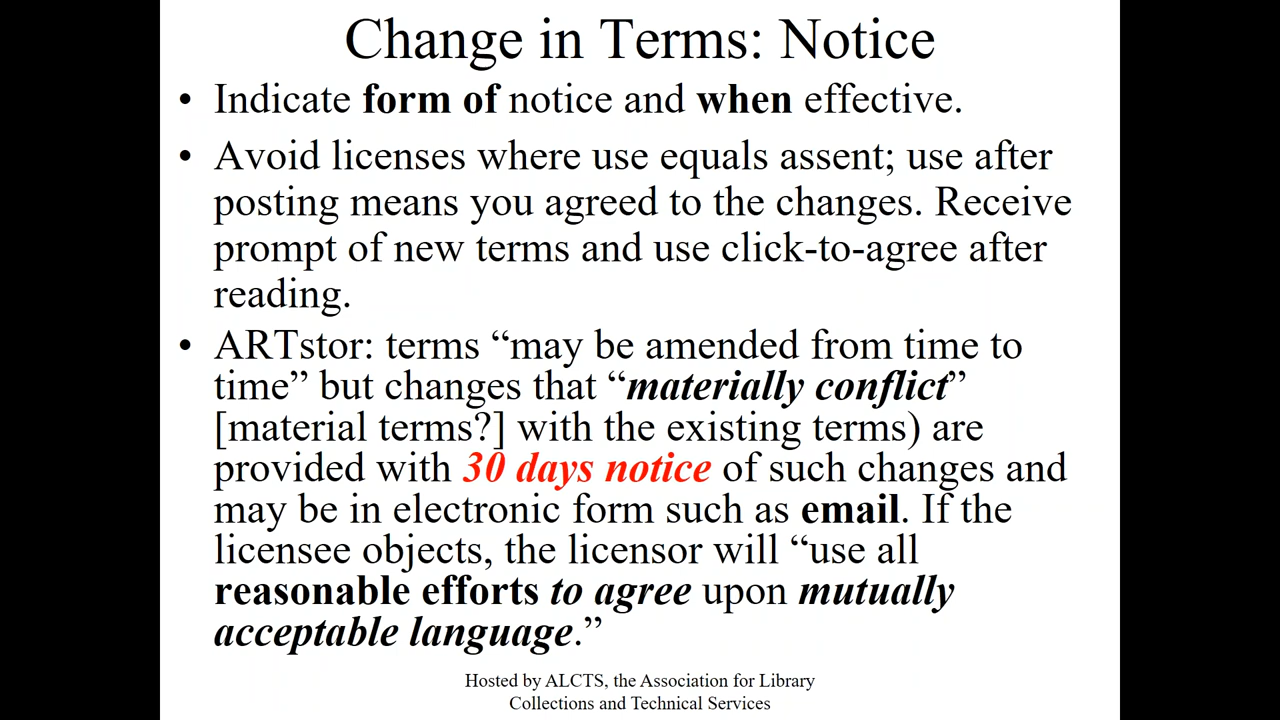 Change in Terms: Notice
• Indicate form of notice and when effective.
• Avoid licenses where use equals assent; use after
posting means you agreed to the changes. Receive
prompt of new terms and use click-to-agree after
reading.
• ARTstor: terms “may be amended from time to
time” but changes that “materially conflict”
[material terms?] with the existing terms) are
provided with 30 days notice of such changes and
may be in electronic form such as email. If the
licensee objects, the licensor will “use all
reasonable efforts to agree upon mutually
acceptable language.”
Hosted by ALCTS, the Association for Library
Collections and Technical Services